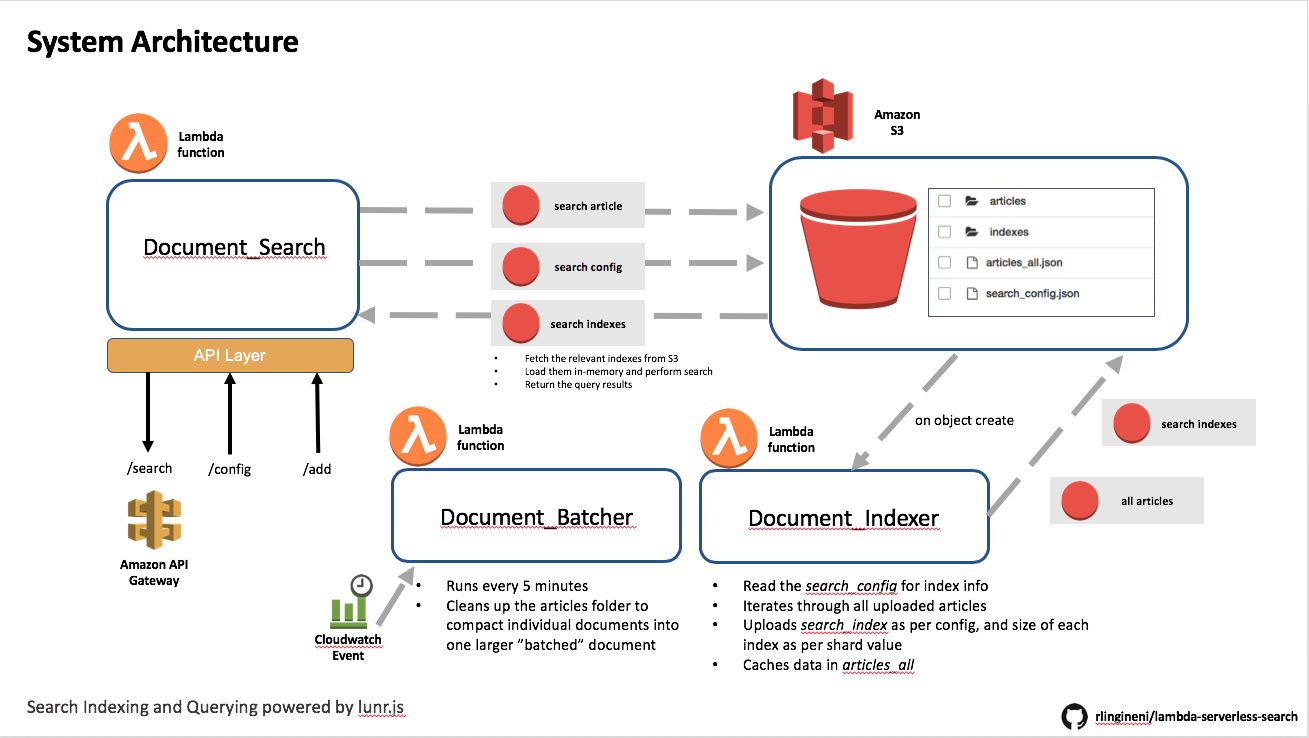 System Architecture
Lambda
function
Document_Search
API Layer
/search
/config
/add
Amazon API
Gateway
search article
search config
search indexes
• Fetch the relevant indexes from S3
• Load them in-memory and perform search
• Return the query results
Amazon
S3
articles
indexes
articles_all.json
search_config.json
on object create
search indexes
all articles
Lambda
function
Document_Batcher
Cloudwatch
Event
• Runs every 5 minutes
• Cleans up the articles folder to
compact individual documents into
one larger ”batched” document
Lambda
function
Document_Indexer
• Read the search_config for index info
• Iterates through all uploaded articles
• Uploads search_index as per config, and size of each
index as per shard value
• Caches data in articles_all
Search Indexing and Querying powered by lunr.js
rlingineni/lambda-serverless-search